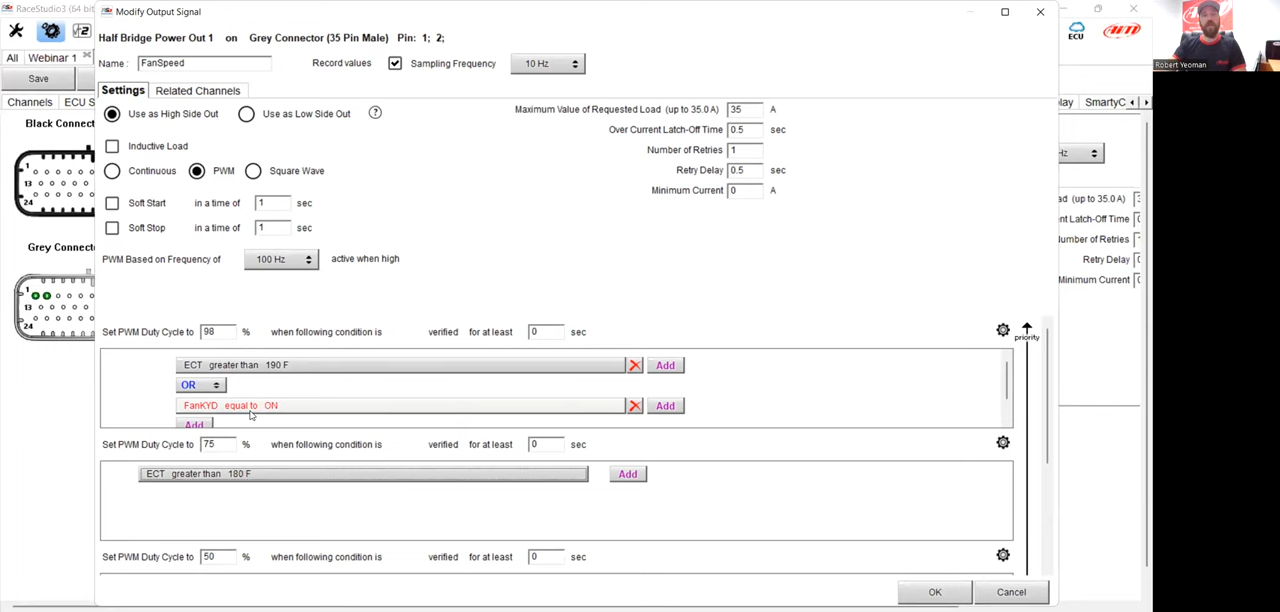 RaceStudio3 (64 bit
Modify Output Signal
Half Bridge Power Out 1 on Grey Connector (35 Pin Male) Pin: 1; 2;
ECU
Robert Yeoman
All Webinar 1
Name : FanSpeed Record values Sampling Frequency 10 Hz
Save
Settings Related Channels
Channels ECU S
lay SmartyC
Use as High Side Out Use as Low Side Out ?
Maximum Value of Requested Load (up to 35.0 A) 35 A
Black Connec
Over Current Latch-Off Time 0.5 sec
Inductive Load
Number of Retries 1
Hz
Continuous PWM Square Wave
Retry Delay 0.5 sec
Minimum Current 0 A
1
13
24
Soft Start in a time of 1 sec
ad (up to 35.0 A)
Soft Stop in a time of 1 sec
nt Latch-Off Time
umber of Retries
Retry Delay
Minimum Current
Grey Connecto
PWM Based on Frequency of 100 Hz active when high
1
13
24
Set PWM Duty Cycle to 98 % when following condition is verified for at least 0 sec
priority
ECT greater than 190 F Add
OR
FanKYD equal to ON Add
Add
Set PWM Duty Cycle to 75 % when following condition is verified for at least 0 sec
ECT greater than 180 F Add
Set PWM Duty Cycle to 50 % when following condition is verified for at least 0 sec
OK Cancel